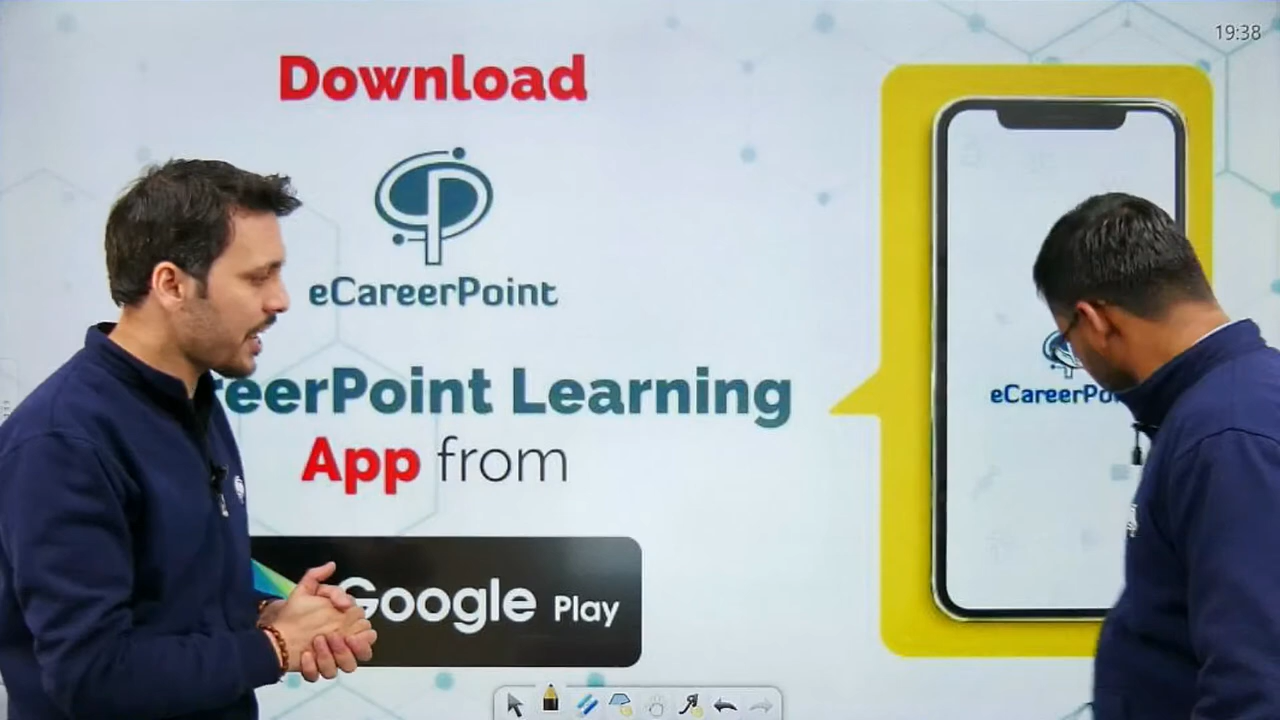 19:38
Download
eCareerPoint
reerPoint Learning
App from
Google Play
eCareerPo